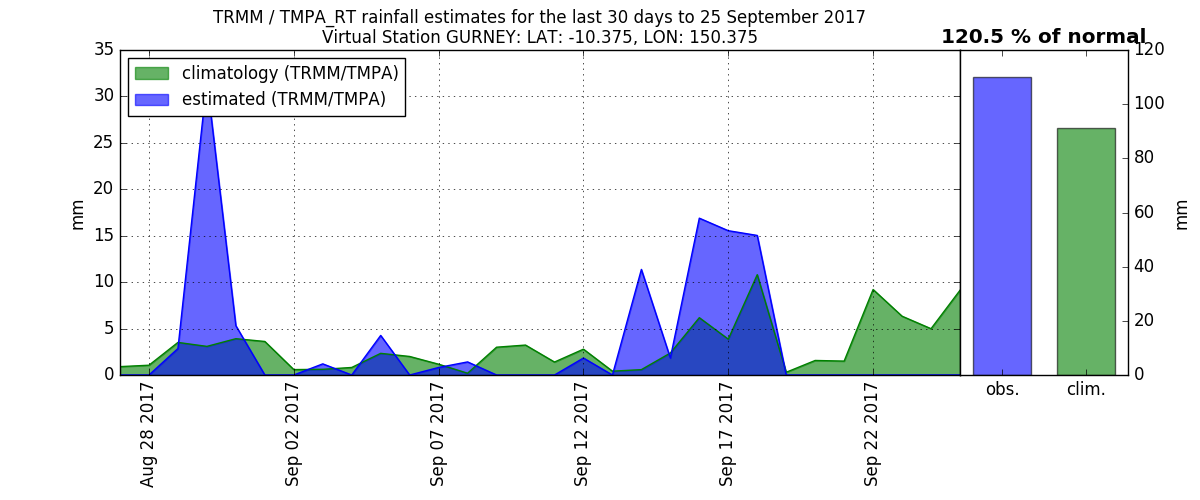 TRMM / TMPA_RT rainfall estimates for the last 30 days to 25 September 2017
Virtual Station GURNEY: LAT: -10.375, LON: 150.375
120.5 % of normal
climatology (TRMM/TMPA)
estimated (TRMM/TMPA)
35
30
25
20
15
10
5
0
mm
Aug 28 2017
Sep 02 2017
Sep 07 2017
Sep 12 2017
Sep 17 2017
Sep 22 2017
120
100
80
60
40
20
0
mm
obs.
clim.